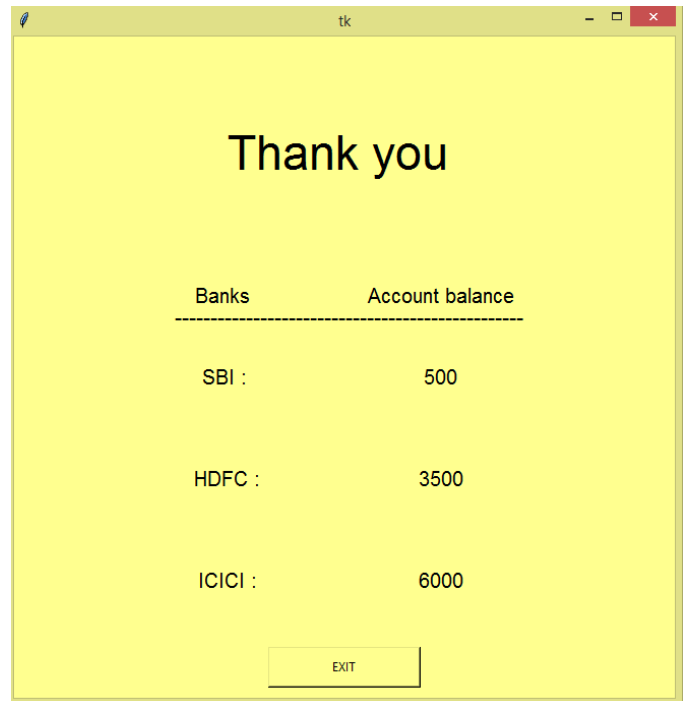 tk
Thank you
Banks Account balance
-------------------------------------------------
SBI : 500
HDFC : 3500
ICICI : 6000
EXIT